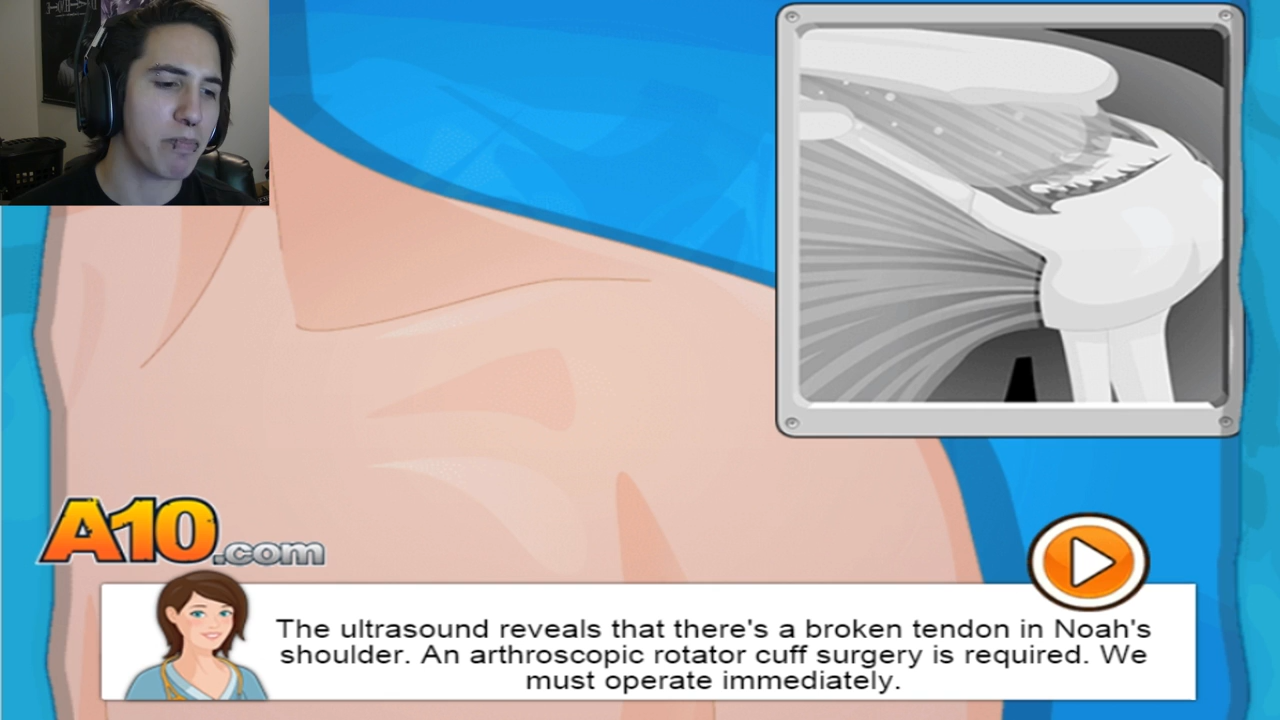 A10.com
The ultrasound reveals that there's a broken tendon in Noah's
shoulder. An arthroscopic rotator cuff surgery is required. We
must operate immediately.